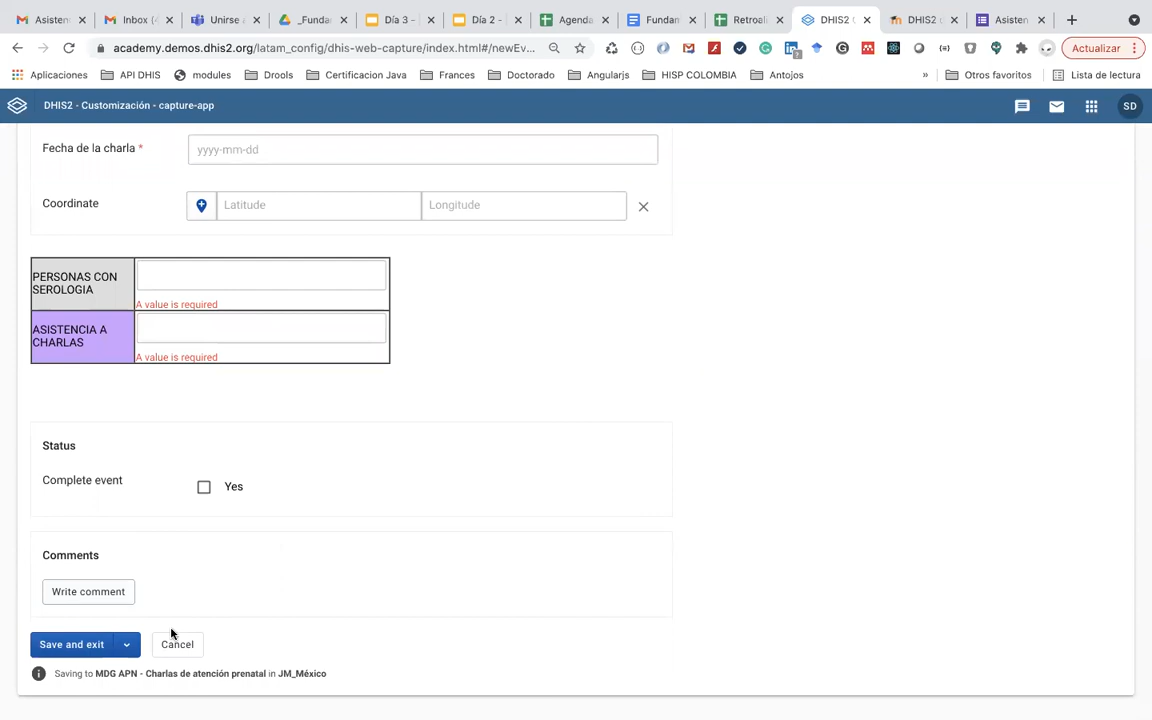 Asisten
Inbox (
Unirse
_Funda
Día 3 -
Día 2 -
Agenda
Fundam
Retroali
DHIS2
DHIS2
Asisten
academy.demos.dhis2.org/latam_config/dhis-web-capture/index.html#/newEv...
Actualizar
Aplicaciones
API DHIS
modules
Drools
Certificacion Java
Frances
Doctorado
Angularjs
HISP COLOMBIA
Antojos
»
Otros favoritos
Lista de lectura
DHIS2 - Customización - capture-app
SD
Fecha de la charla *
yyyy-mm-dd
Coordinate
Latitude
Longitude
PERSONAS CON
SEROLOGIA
A value is required
ASISTENCIA A
CHARLAS
A value is required
Status
Complete event
Yes
Comments
Write comment
Save and exit
Cancel
Saving to MDG APN - Charlas de atención prenatal in JM_México